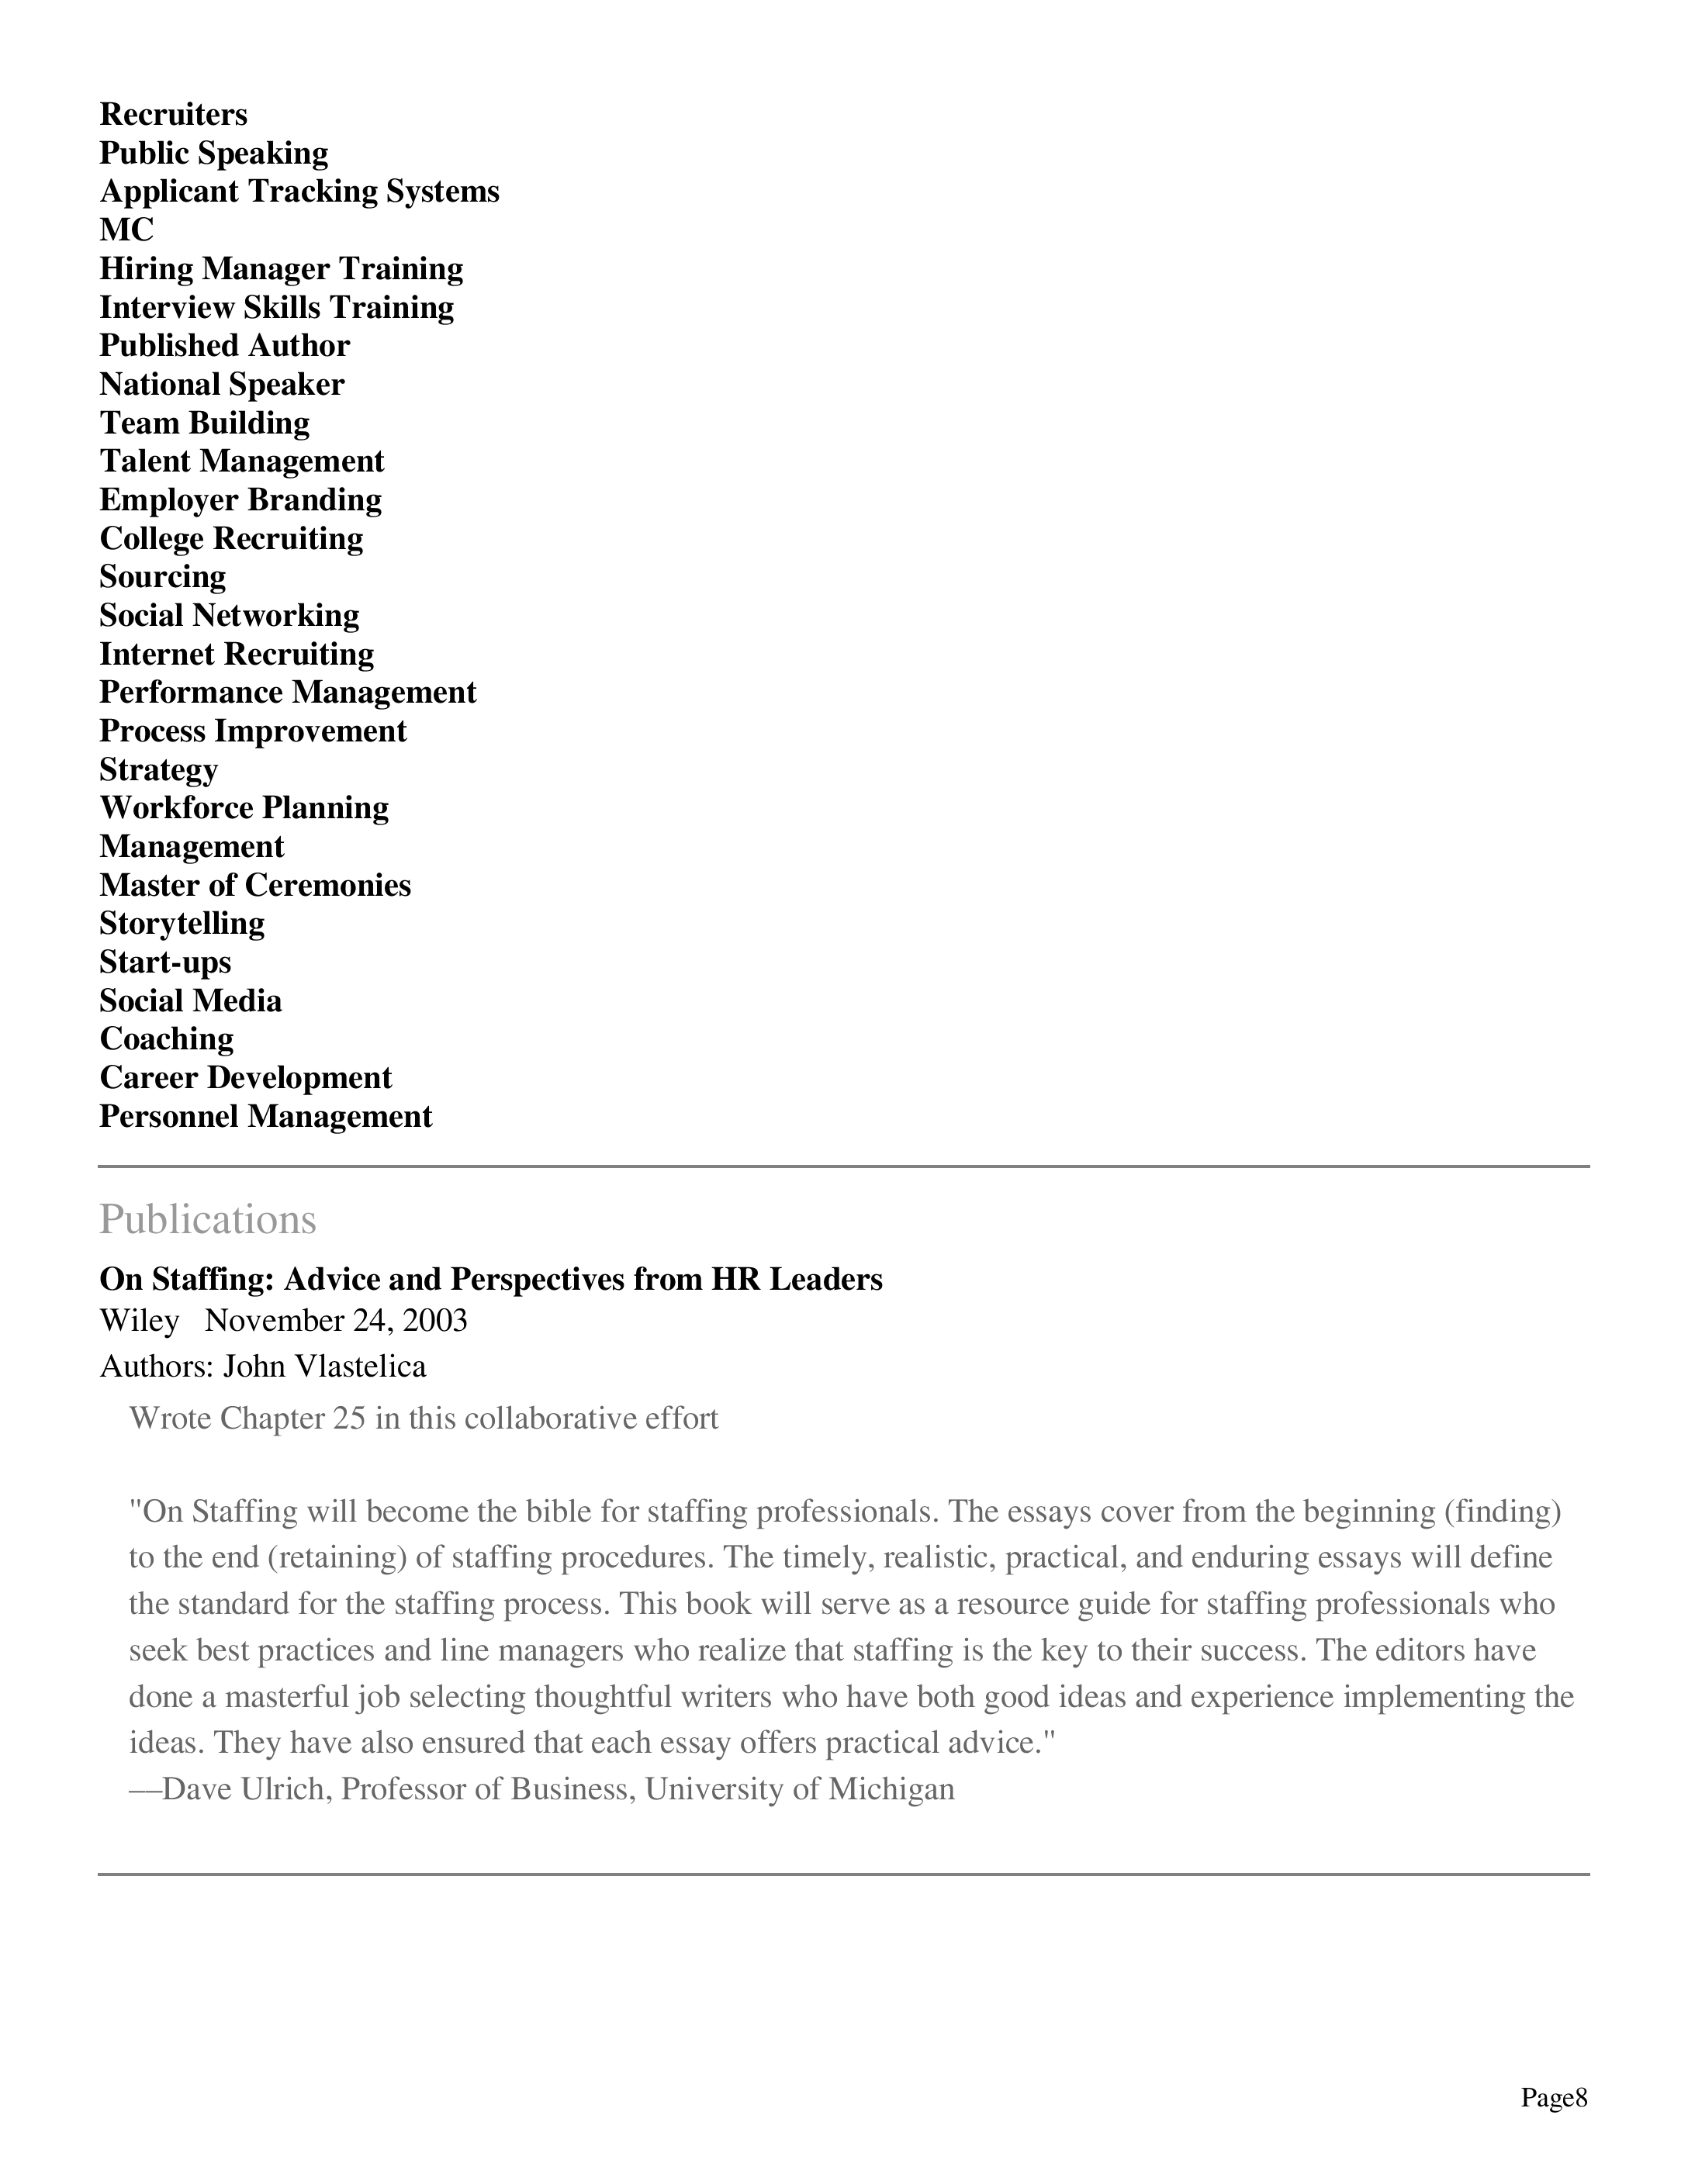 Recruiters
Public Speaking
Applicant Tracking Systems
MC
Hiring Manager Training
Interview Skills Training
Published Author
National Speaker
Team Building
Talent Management
Employer Branding
College Recruiting
Sourcing
Social Networking
Internet Recruiting
Performance Management
Process Improvement
Strategy
Workforce Planning
Management
Master of Ceremonies
Storytelling
Start-ups
Social Media
Coaching
Career Development
Personnel Management
Publications
On Staffing: Advice and Perspectives from HR Leaders
Wiley   November 24, 2003
Authors: John Vlastelica
Wrote Chapter 25 in this collaborative effort
"On Staffing will become the bible for staffing professionals. The essays cover from the beginning (finding)
to the end (retaining) of staffing procedures. The timely, realistic, practical, and enduring essays will define
the standard for the staffing process. This book will serve as a resource guide for staffing professionals who
seek best practices and line managers who realize that staffing is the key to their success. The editors have
done a masterful job selecting thoughtful writers who have both good ideas and experience implementing the
ideas. They have also ensured that each essay offers practical advice."
—Dave Ulrich, Professor of Business, University of Michigan
Page8